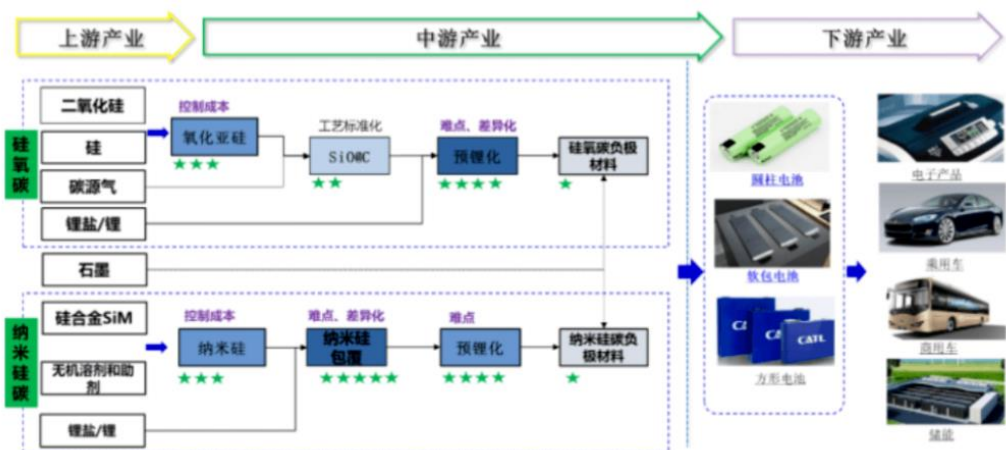 上游产业
中游产业
下游产业
硅氧碳
二氧化硅
硅
碳源气
锂盐/锂
控制成本
氧化亚硅
★★★
工艺标准化
SiO@C
★★
难点、差异化
预锂化
★★★★
硅氧碳负极
材料
★
石墨
纳米硅碳
硅合金SiM
无机溶剂和助
剂
锂盐/锂
控制成本
纳米硅
★★★
难点、差异化
纳米硅
包覆
★★★★★
难点
预锂化
★★★★
纳米硅碳负
极材料
★
圆柱电池
软包电池
CATL
CATL
方形电池
电子产品
乘用车
商用车
储能